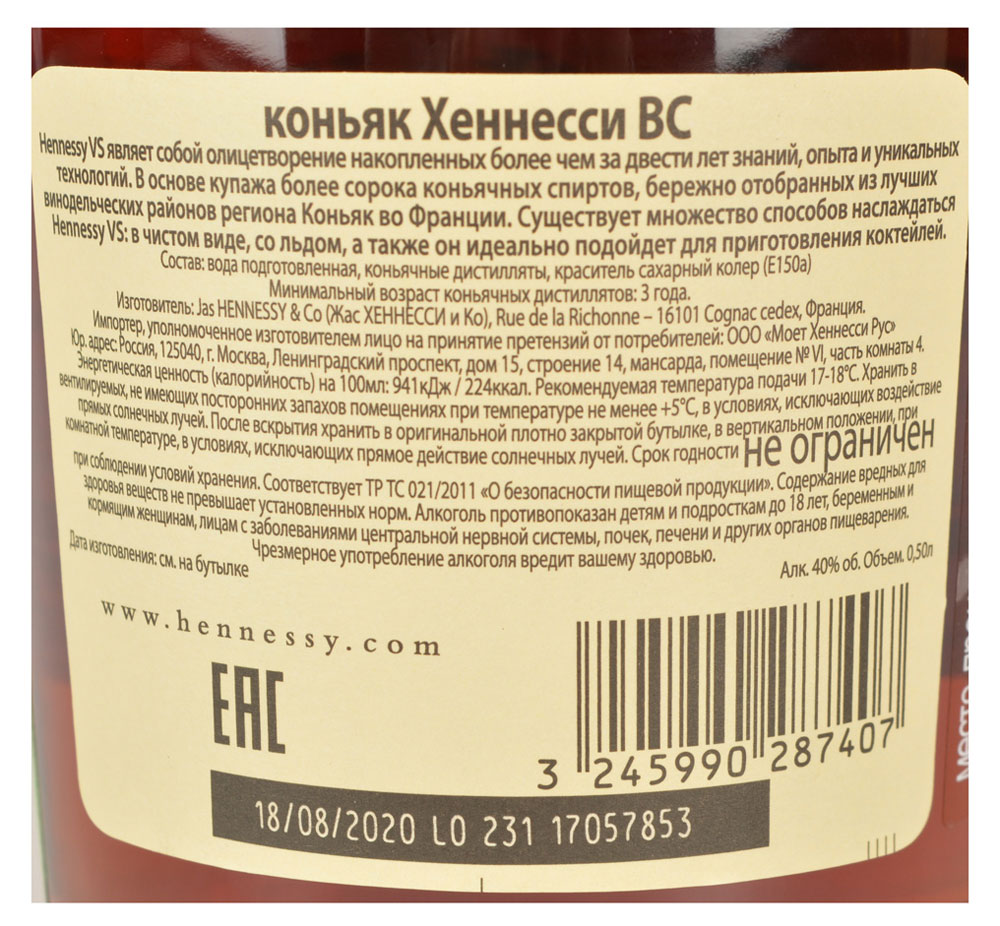 коньяк Хеннесси ВС
Hennessy VS являет собой олицетворение накопленных более чем за двести лет знаний, опыта и уникальных
технологий. В основе купажа более сорока коньячных спиртов, бережно отобранных из лучших
винодельческих районов региона Коньяк во Франции. Существует множество способов наслаждаться
Hennessy VS: в чистом виде, со льдом, а также он идеально подойдет для приготовления коктейлей.
Состав: вода подготовленная, коньячные дистилляты, краситель сахарный колер (Е150а)
Минимальный возраст коньячных дистиллятов: 3 года.
Изготовитель: Jas HENNESSY & Co (Жас ХЕННЕССИ и Ко), Rue de la Richonne – 16101 Cognac cedex, Франция.
Импортер, уполномоченное изготовителем лицо на принятие претензий от потребителей: ООО «Моет Хеннесси Рус»
Юр. адрес: Россия, 125040, г. Москва, Ленинградский проспект, дом 15, строение 14, мансарда, помещение № VI, часть комнаты 4.
Энергетическая ценность (калорийность) на 100мл: 941кДж / 224ккал. Рекомендуемая температура подачи 17-18°С. Хранить в
вентилируемых, не имеющих посторонних запахов помещениях при температуре не менее +5°С, в условиях, исключающих воздействие
прямых солнечных лучей. После вскрытия хранить в оригинальной плотно закрытой бутылке, в вертикальном положении, при
комнатной температуре, в условиях, исключающих прямое действие солнечных лучей. Срок годности не ограничен
при соблюдении условий хранения. Соответствует ТР ТС 021/2011 «О безопасности пищевой продукции». Содержание вредных для
здоровья веществ не превышает установленных норм. Алкоголь противопоказан детям и подросткам до 18 лет, беременным и
кормящим женщинам, лицам с заболеваниями центральной нервной системы, почек, печени и других органов пищеварения.
Чрезмерное употребление алкоголя вредит вашему здоровью.
Дата изготовления: см. на бутылке
Алк. 40% об. Объем. 0,50л
www.hennessy.com
EAC
3 245990 287407
18/08/2020 LO 231 17057853
место